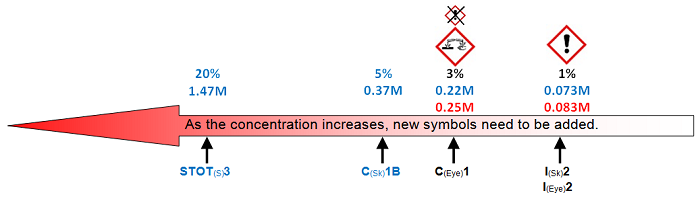 20% 5% 3% 1%
1.47M 0.37M 0.22M 0.073M
0.25M 0.083M
As the concentration increases, new symbols need to be added.
STOT(S)3 C(Sk)1B C(Eye)1 I(Sk)2
I(Eye)2